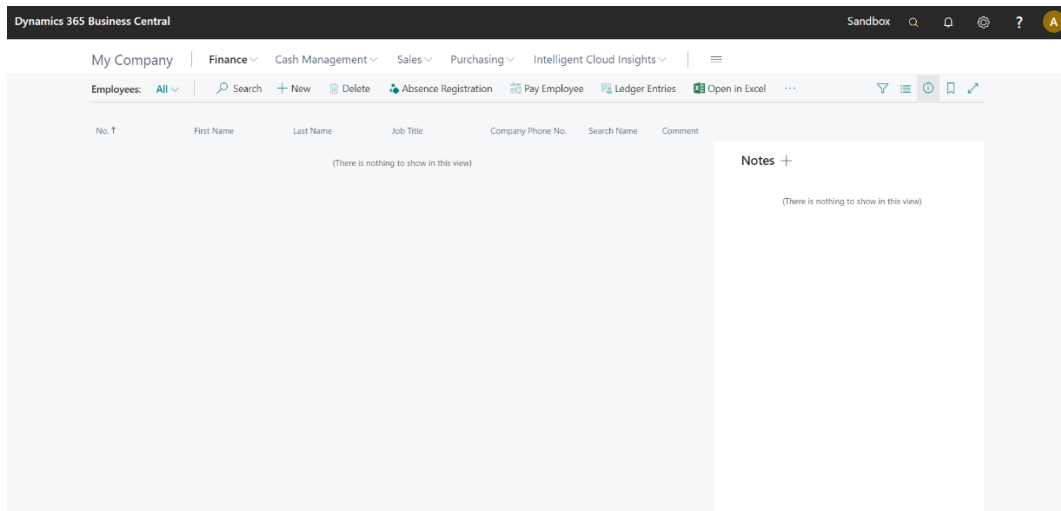 Dynamics 365 Business Central Sandbox ? A
My Company Finance Cash Management Sales Purchasing Intelligent Cloud Insights
Employees: All Search New Delete Absence Registration Pay Employee Ledger Entries Open in Excel ...
No. ↑ First Name Last Name Job Title Company Phone No. Search Name Comment
(There is nothing to show in this view)
Notes
(There is nothing to show in this view)